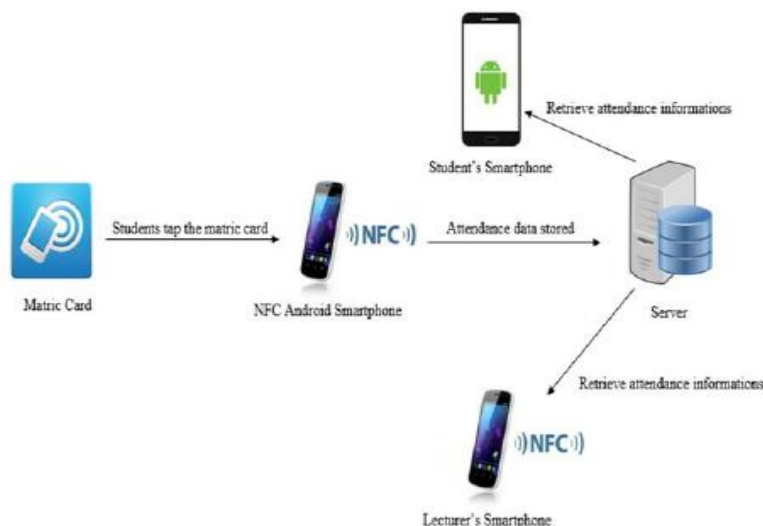 Retrieve attendance informations
Student's Smartphone
Students tap the matric card
NFC
Attendance data stored
Matric Card
NFC Android Smartphone
Server
Retrieve attendance informations
NFC
Lecturer's Smartphone